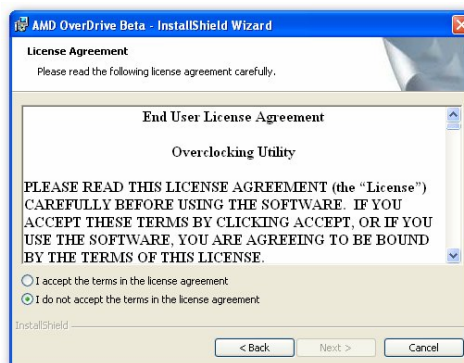 AMD OverDrive Beta - InstallShield Wizard
License Agreement
Please read the following license agreement carefully.
End User License Agreement
Overclocking Utility
PLEASE READ THIS LICENSE AGREEMENT (the “License”)
CAREFULLY BEFORE USING THE SOFTWARE. IF YOU
ACCEPT THESE TERMS BY CLICKING ACCEPT, OR IF YOU
USE THE SOFTWARE, YOU ARE AGREEING TO BE BOUND
BY THE TERMS OF THIS LICENSE.
I accept the terms in the license agreement
I do not accept the terms in the license agreement
InstallShield
< Back Next > Cancel